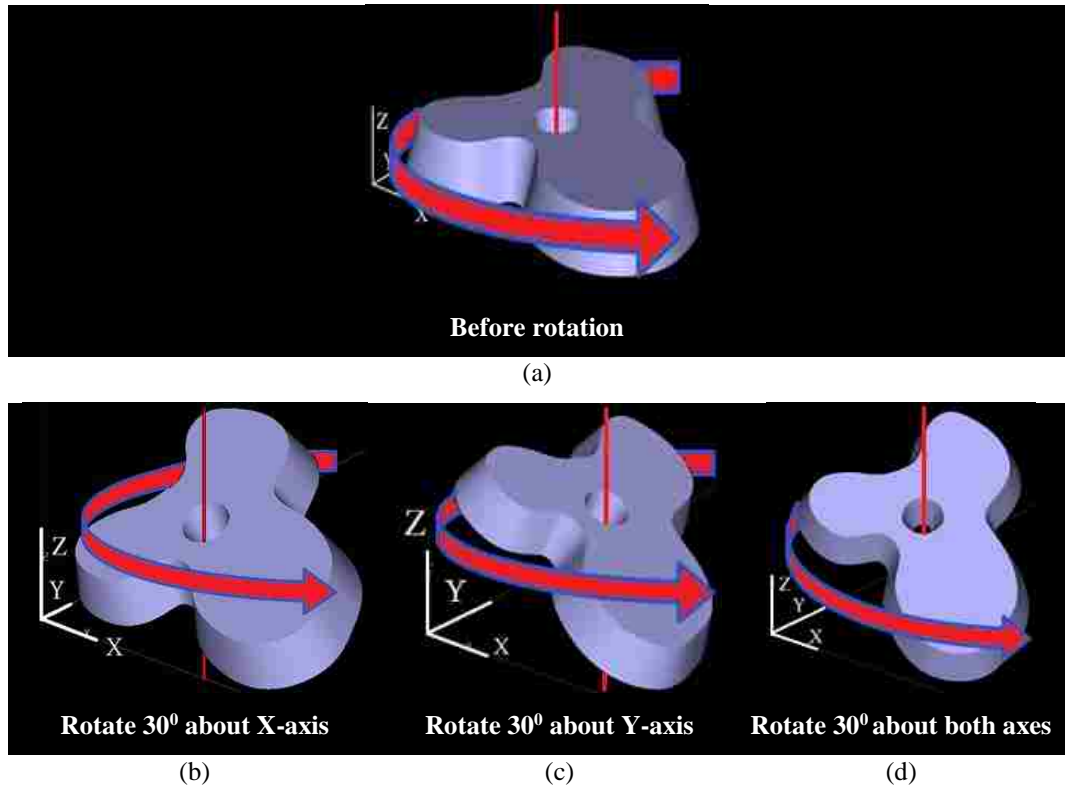 Z
Y
X
Before rotation
(a)
Z
Y
X
Rotate 30⁰ about X-axis
(b)
Z
Y
X
Rotate 30⁰ about Y-axis
(c)
Z
Y
X
Rotate 30⁰ about both axes
(d)